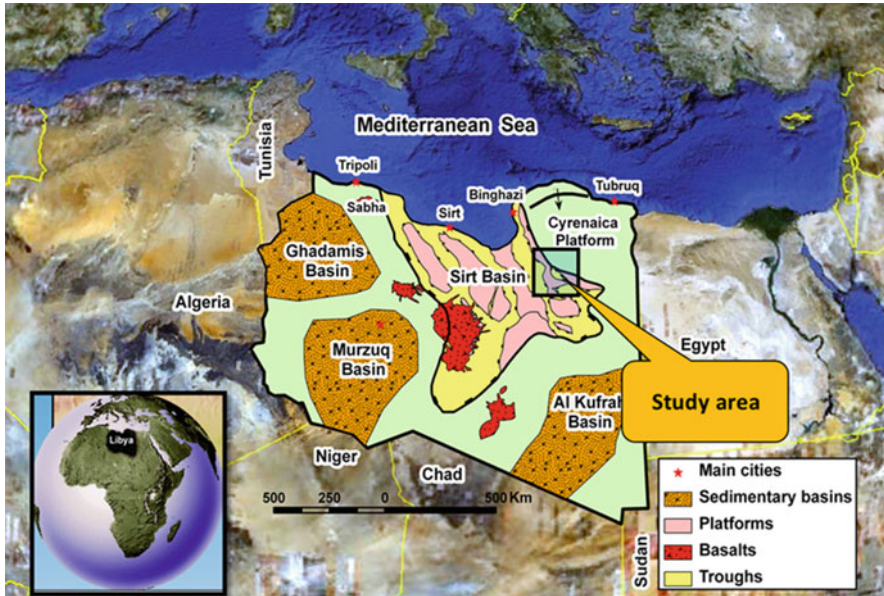 Mediterranean Sea
Tunisia
Tripoli
Sabha
Sirt
Binghazi
Tubruq
Cyrenaica
Platform
Ghadamis
Basin
Sirt Basin
Algeria
Murzuq
Basin
Egypt
Study area
Al Kufrah
Basin
Niger
Chad
Sudan
Libya
500
0
500 Km
Main cities
Sedimentary basins
Platforms
Basalts
Troughs